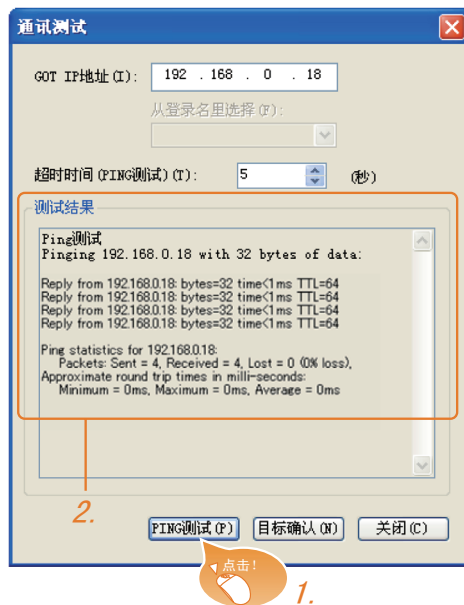 通讯测试
GOT IP地址(I): 192 . 168 . 0 . 18
从登录名里选择(F):
超时时间(PING测试)(T): 5 (秒)
测试结果
Ping测试
Pinging 192.168.0.18 with 32 bytes of data:
Reply from 192.168.0.18: bytes=32 time<1ms TTL=64
Reply from 192.168.0.18: bytes=32 time<1ms TTL=64
Reply from 192.168.0.18: bytes=32 time<1ms TTL=64
Reply from 192.168.0.18: bytes=32 time<1ms TTL=64
Ping statistics for 192.168.0.18:
Packets: Sent = 4, Received = 4, Lost = 0 (0% loss),
Approximate round trip times in milli-seconds:
Minimum = 0ms, Maximum = 0ms, Average = 0ms
2.
PING测试(P) 目标确认(N) 关闭(C)
点击!
1.